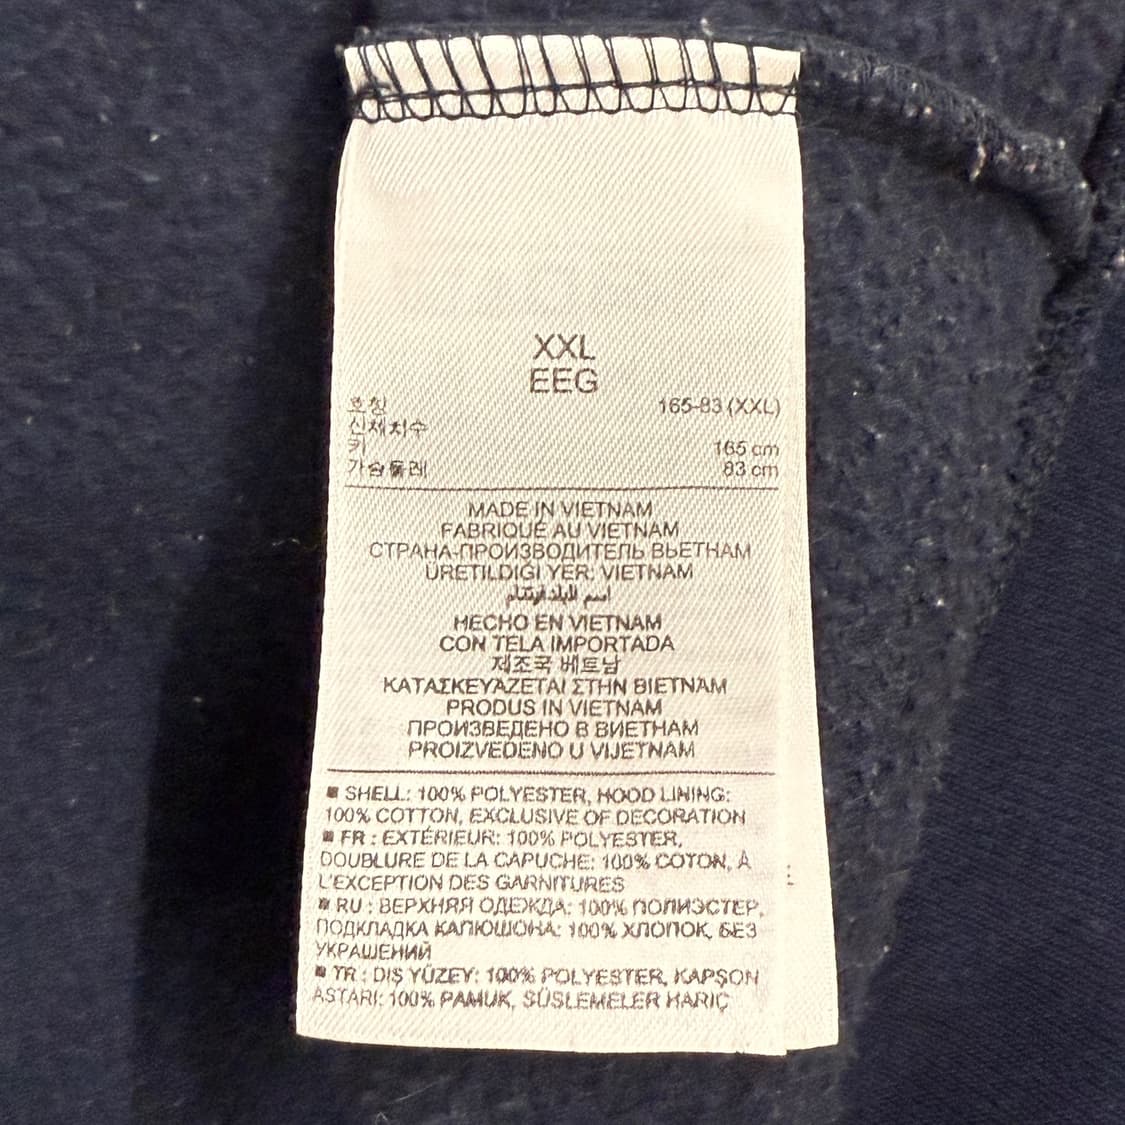 XXL
EEG
호칭 165-83 (XXL)
신체치수
키 165 cm
가슴둘레 83 cm
MADE IN VIETNAM
FABRIQUÉ AU VIETNAM
СТРАНА-ПРОИЗВОДИТЕЛЬ ВЬЕТНАМ
ÜRETILDIĞI YER: VIETNAM
اسم البلد:فيتنام
HECHO EN VIETNAM
CON TELA IMPORTADA
제조국 베트남
ΚΑΤΑΣΚΕΥΑΖΕΤΑΙ ΣΤΗΝ ΒΙΕΤΝΑΜ
PRODUS IN VIETNAM
ПРОИЗВЕДЕНО В ВИЕТНАМ
PROIZVEDENO U VIJETNAM
■ SHELL: 100% POLYESTER, HOOD LINING:
100% COTTON, EXCLUSIVE OF DECORATION
■ FR : EXTÉRIEUR: 100% POLYESTER,
DOUBLURE DE LA CAPUCHE: 100% COTON, À
L'EXCEPTION DES GARNITURES
■ RU : ВЕРХНЯЯ ОДЕЖДА: 100% ПОЛИЭСТЕР,
ПОДКЛАДКА КАПЮШОНА: 100% ХЛОПОК, БЕЗ
УКРАШЕНИЙ
■ TR : DIŞ YÜZEY: 100% POLYESTER, KAPŞON
ASTARI: 100% PAMUK, SÜSLEMELER HARIÇ